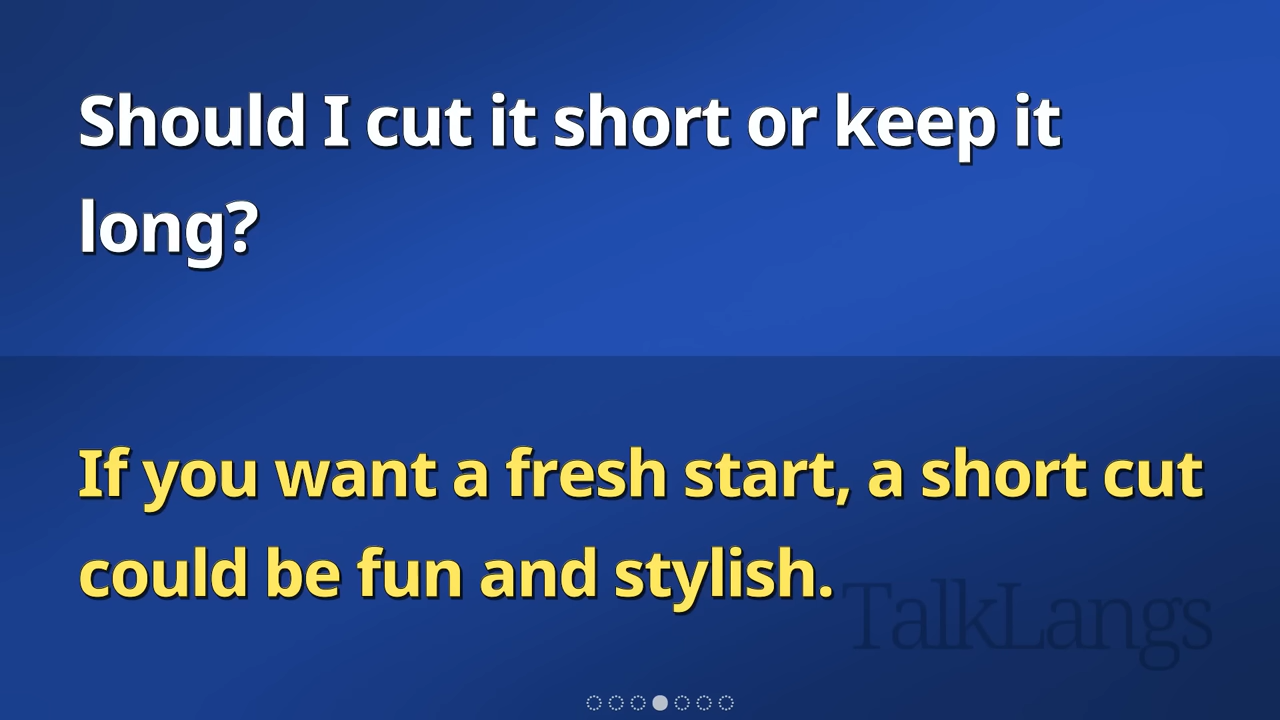 Should I cut it short or keep it
long?
If you want a fresh start, a short cut
could be fun and stylish.
TalkLangs